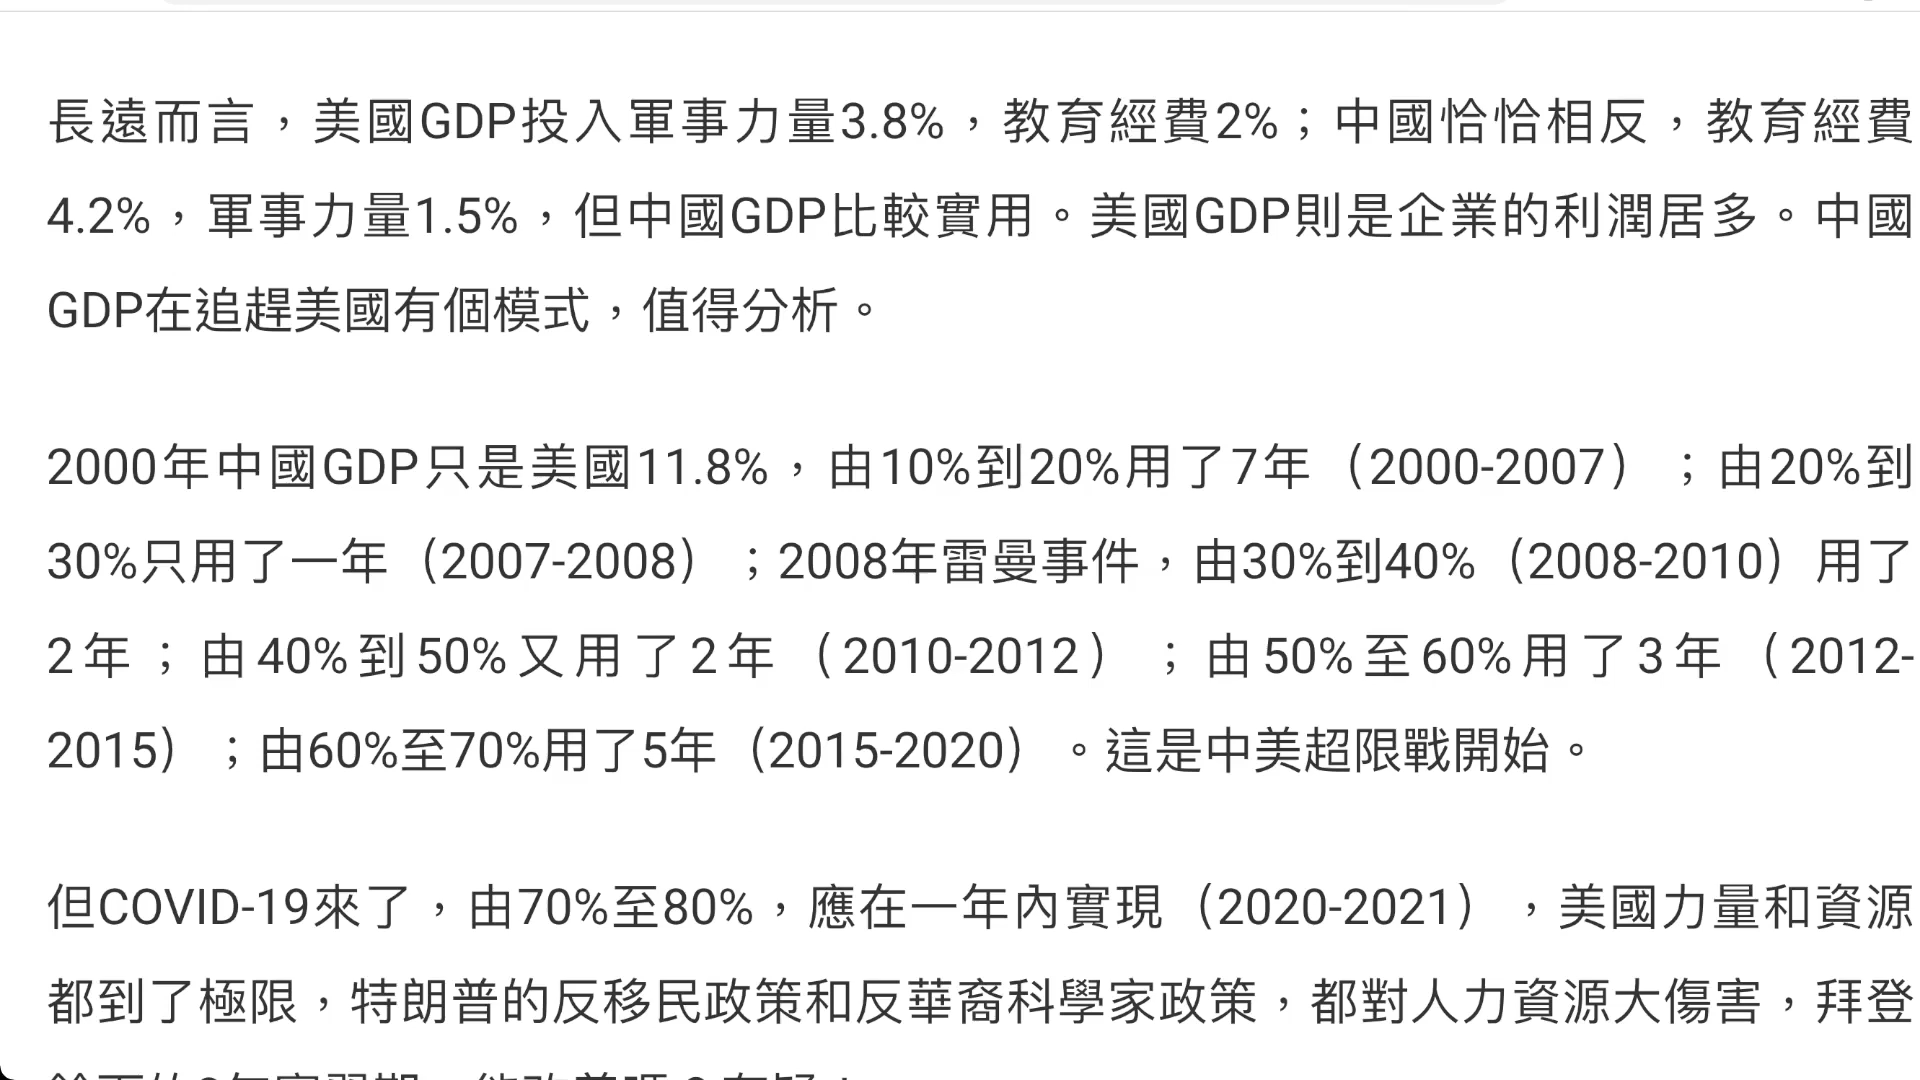 長遠而言，美國GDP投入軍事力量3.8%，教育經費2%；中國恰恰相反，教育經費
4.2%，軍事力量1.5%，但中國GDP比較實用。美國GDP則是企業的利潤居多。中國
GDP在追趕美國有個模式，值得分析。
2000年中國GDP只是美國11.8%，由10%到20%用了7年（2000-2007）；由20%到
30%只用了一年（2007-2008）；2008年雷曼事件，由30%到40%（2008-2010）用了
2年；由40%到50%又用了2年（2010-2012）；由50%至60%用了3年（2012-
2015）；由60%至70%用了5年（2015-2020）。這是中美超限戰開始。
但COVID-19來了，由70%至80%，應在一年內實現（2020-2021），美國力量和資源
都到了極限，特朗普的反移民政策和反華裔科學家政策，都對人力資源大傷害，拜登